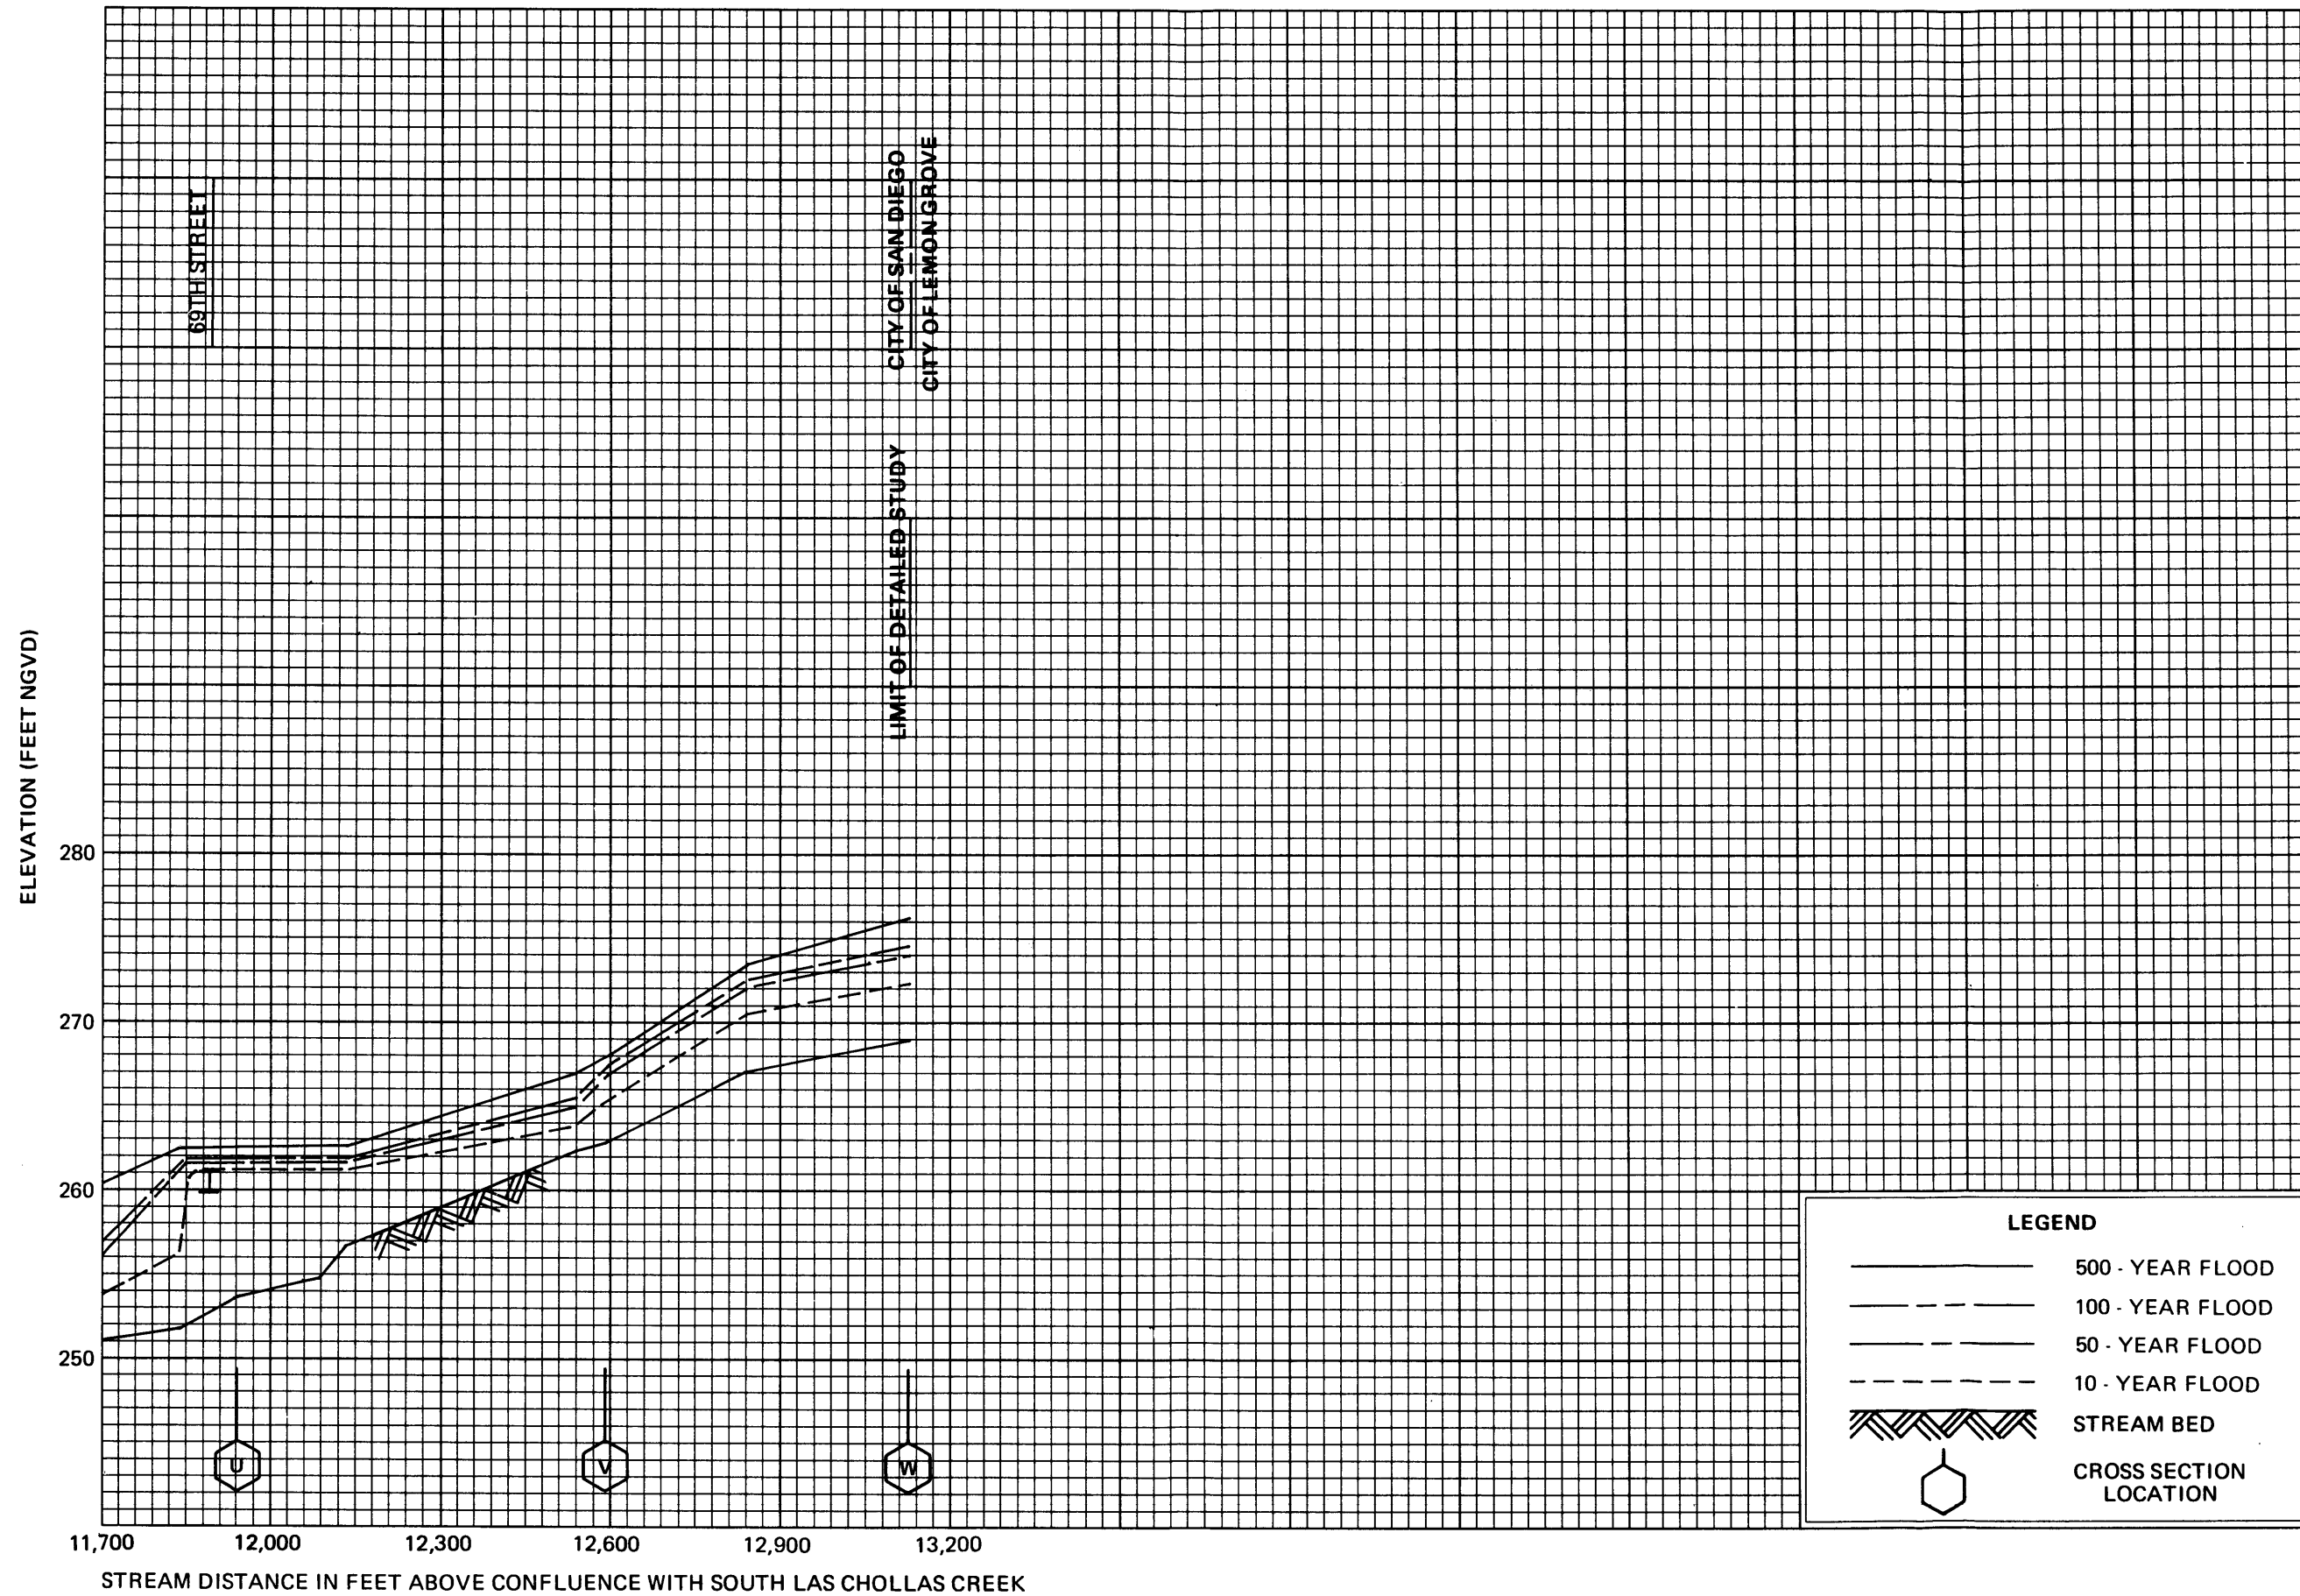 69TH STREET
CITY OF SAN DIEGO
CITY OF LEMON GROVE
LIMIT OF DETAILED STUDY
ELEVATION (FEET NGVD)
280
270
260
250
U
V
W
11,700
12,000
12,300
12,600
12,900
13,200
STREAM DISTANCE IN FEET ABOVE CONFLUENCE WITH SOUTH LAS CHOLLAS CREEK
LEGEND
500 - YEAR FLOOD
100 - YEAR FLOOD
50 - YEAR FLOOD
10 - YEAR FLOOD
STREAM BED
CROSS SECTION
LOCATION